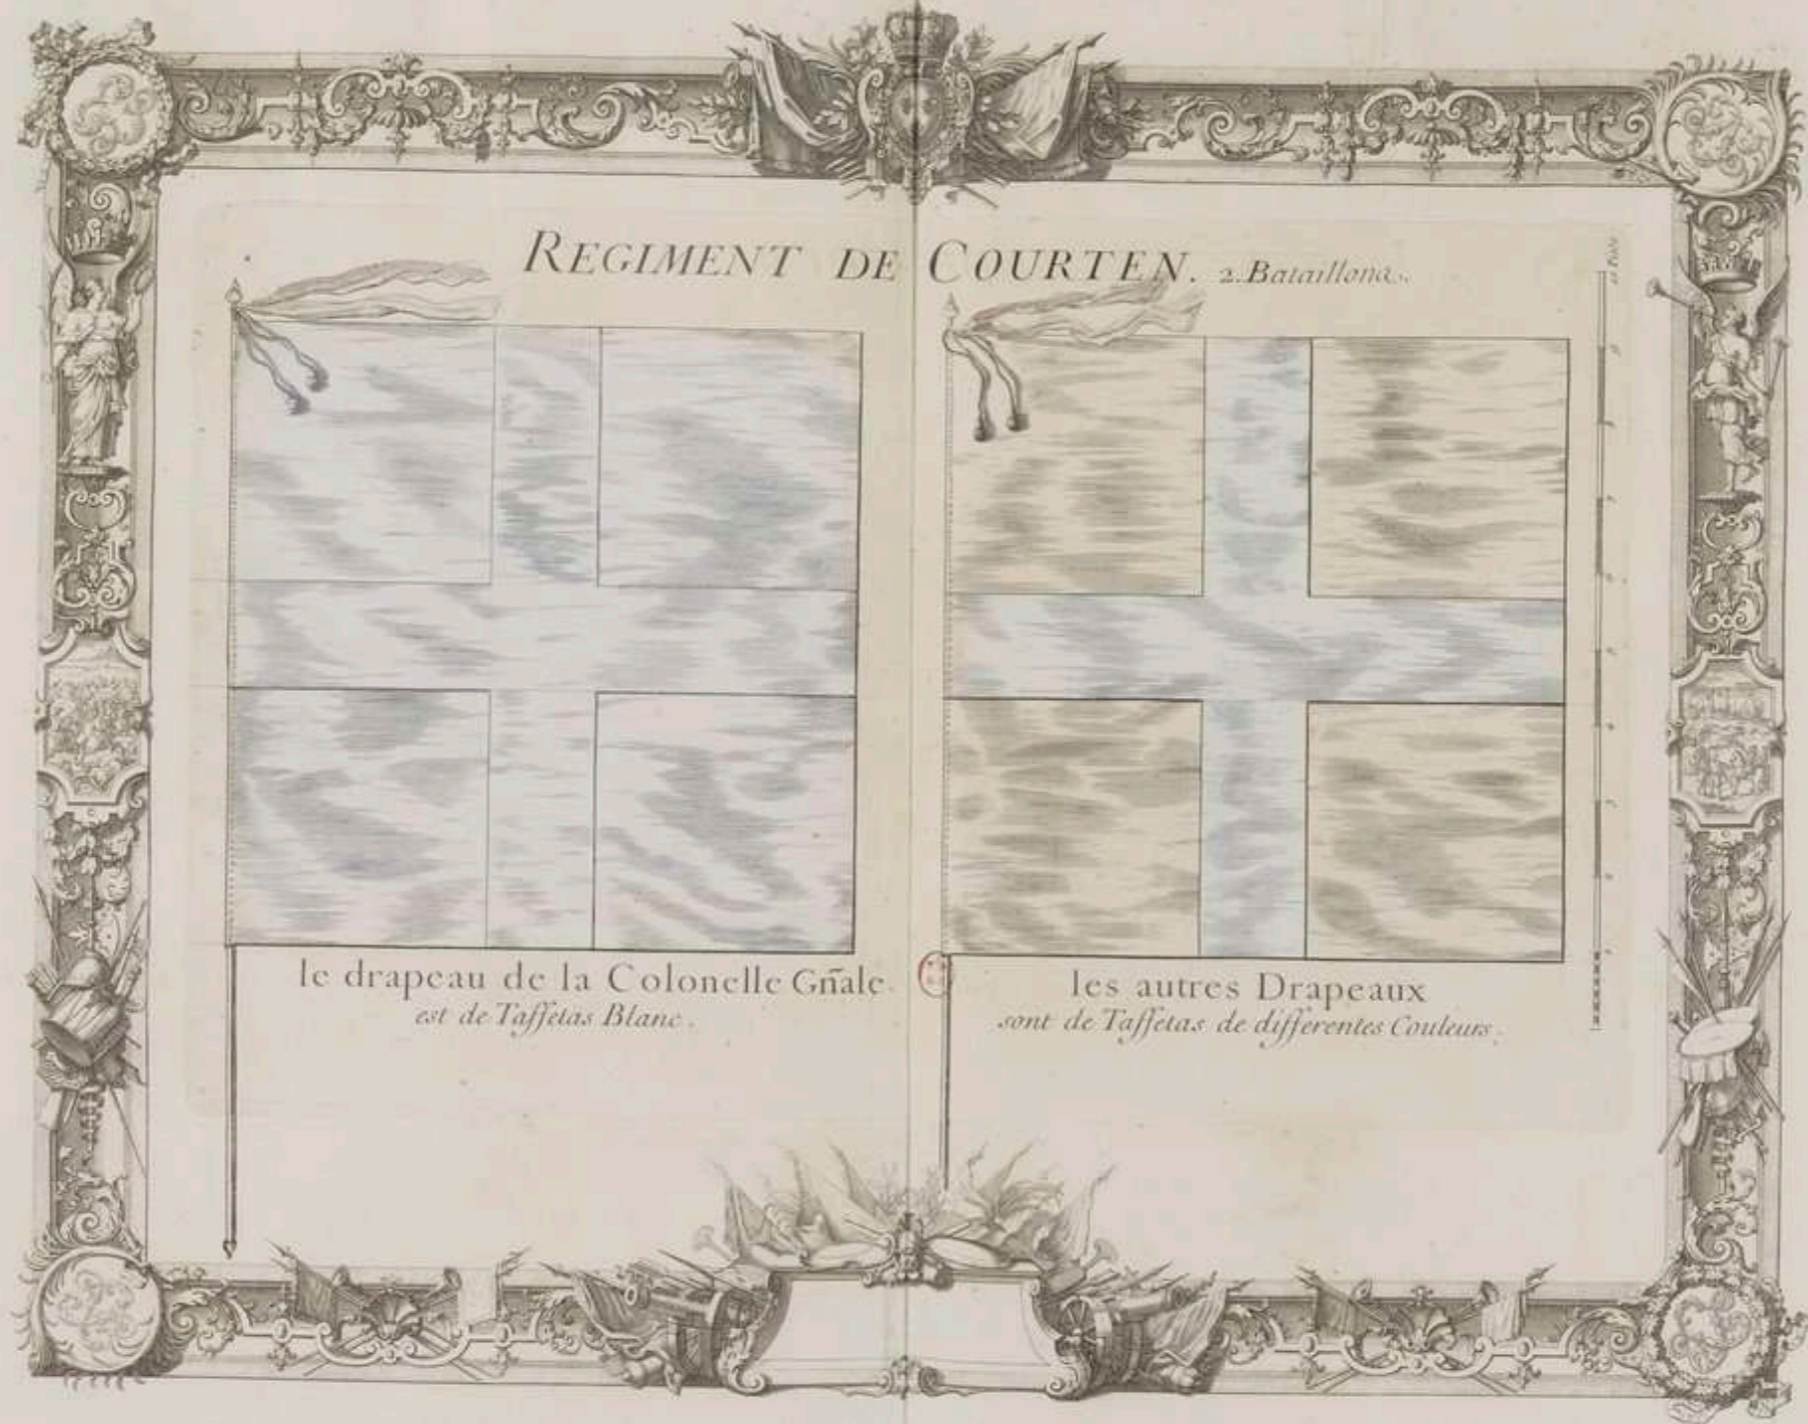 REGIMENT DE COURTEN. 2. Bataillons.
le drapeau de la Colonelle Gñale.
est de Taffetas Blanc.
les autres Drapeaux
sont de Taffetas de differentes Couleurs.